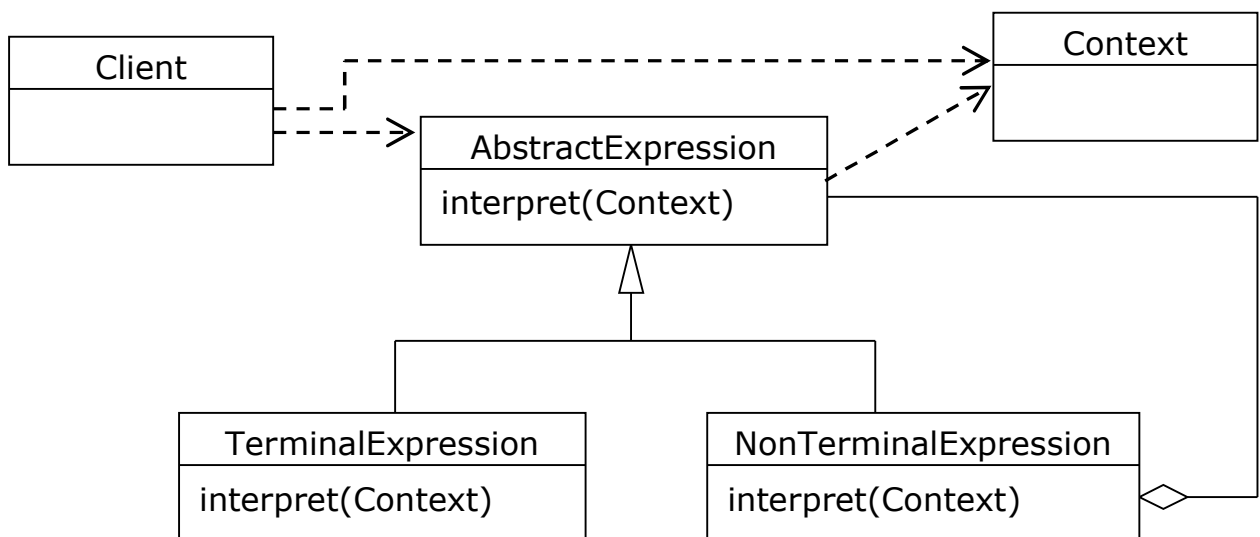 Client
Context
AbstractExpression
interpret(Context)
TerminalExpression
interpret(Context)
NonTerminalExpression
interpret(Context)